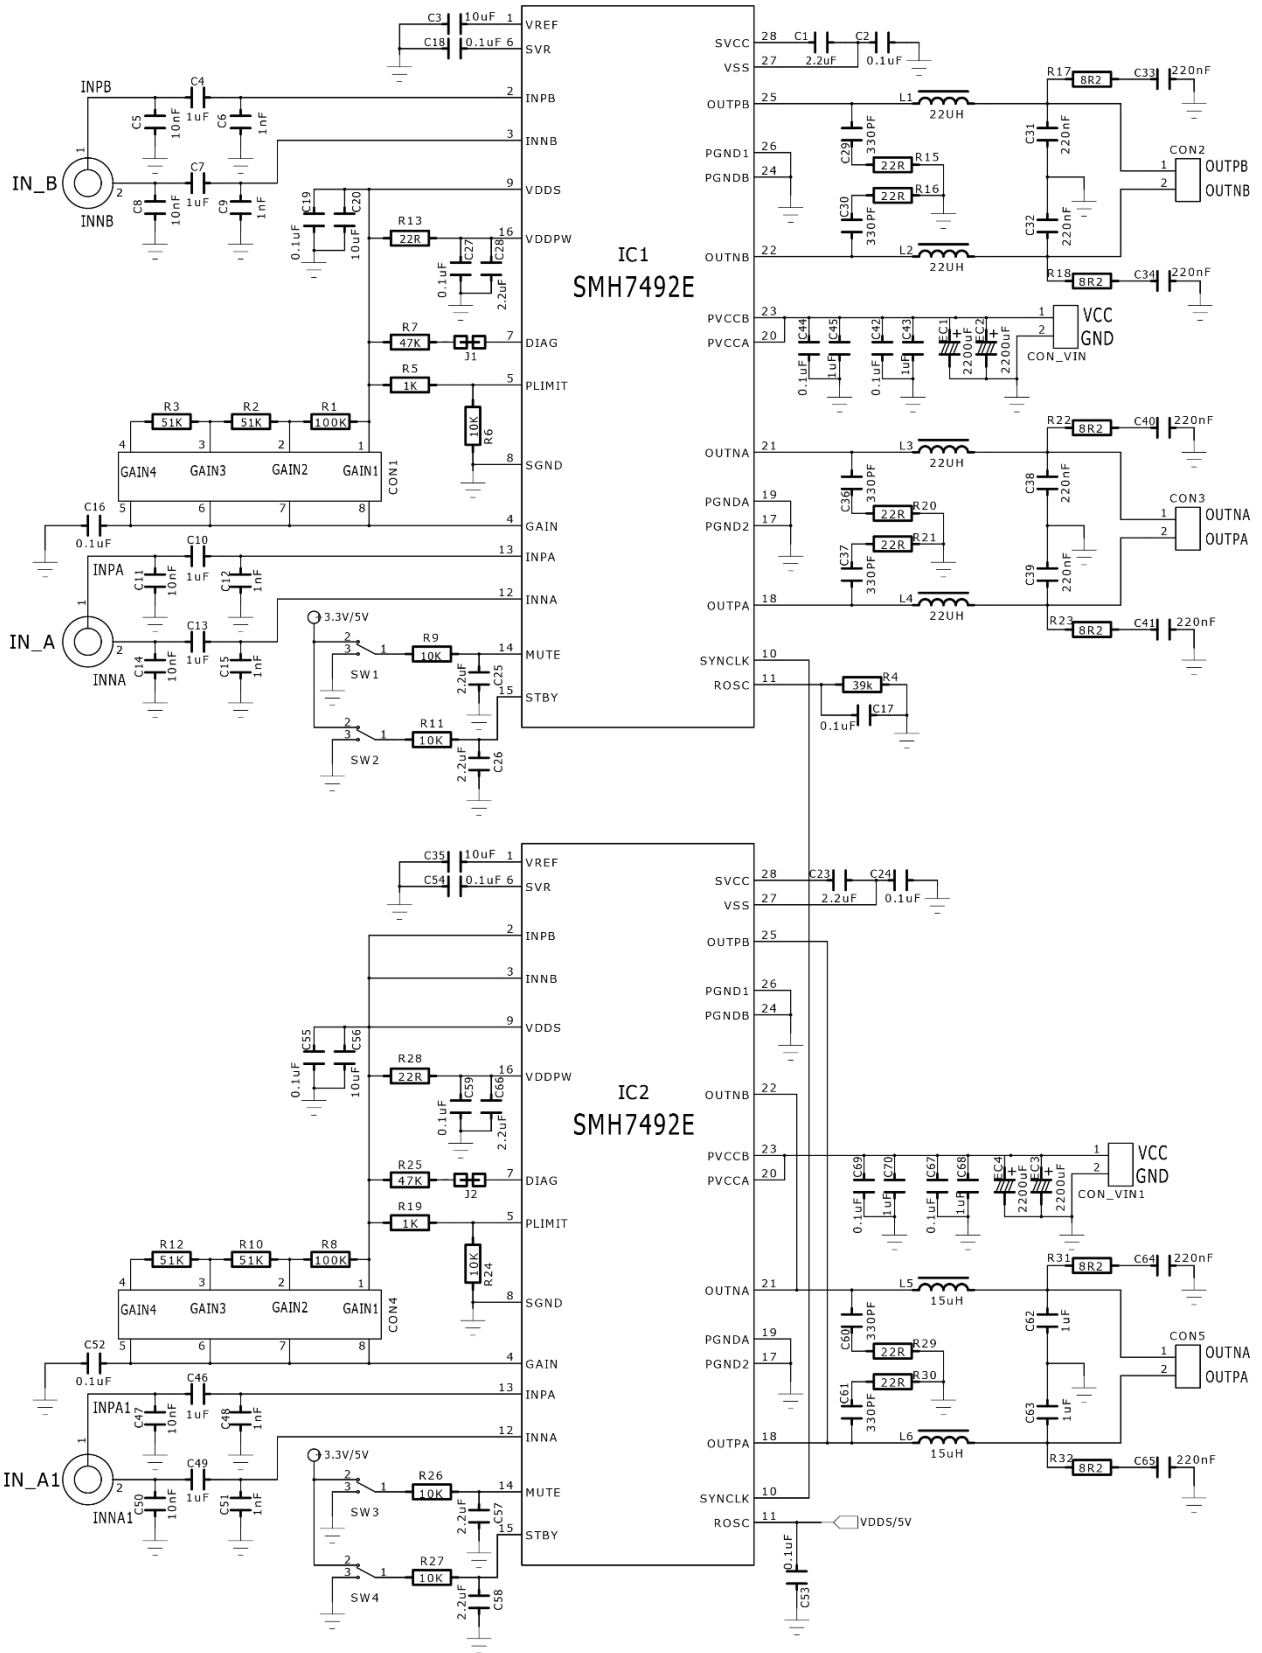 C3 10uF 1 VREF
C18 0.1uF 6 SVR
28 SVCC C1 2.2uF C2 0.1uF
27 VSS
INPB C4 1uF 2 INPB
C5 10nF C6 1nF
3 INNB
IN_B 1 2 INNB
C7 1uF
C8 10nF C9 1nF
OUTPB 25 L1 22UH
R17 8R2 C33 220nF
C29 330PF R15 22R
C31 220nF
PGND1 26
PGNDB 24
R16 22R C30 330PF
C32 220nF
CON2 1 OUTPB
2 OUTNB
OUTNB 22 L2 22UH
R18 8R2 C34 220nF
9 VDDS
C19 0.1uF C20 10uF
R13 22R 16 VDDPW
C27 0.1uF C28 2.2uF
IC1
SMH7492E
R7 47K J1 7 DIAG
R5 1K 5 PLIMIT
10K R6
8 SGND
PVCCB 23
PVCCA 20
C44 0.1uF C45 1uF C42 0.1uF C43 1uF
EC1 2200uF EC2 2200uF
1 VCC
2 GND
CON_VIN
R3 51K R2 51K R1 100K
4 3 2 1
GAIN4 GAIN3 GAIN2 GAIN1
CON1
5 6 7 8
C16 0.1uF
4 GAIN
OUTNA 21 L3 22UH
R22 8R2 C40 220nF
C36 330PF R20 22R
C38 220nF
PGNDA 19
PGND2 17
R21 22R C37 330PF
C39 220nF
CON3
1 OUTNA
2 OUTPA
OUTPA 18 L4 22UH
R23 8R2 C41 220nF
INPA C10 1uF 13 INPA
C11 10nF C12 1nF
12 INNA
IN_A 1 2 INNA
C13 1uF
C14 10nF C15 1nF
+3.3V/5V
2 3 1 SW1
R9 10K 14 MUTE
2.2uF C25
15 STBY
2 3 1 SW2
R11 10K
2.2uF C26
SYNCLK 10
ROSC 11
39k R4
0.1uF C17
C35 10uF 1 VREF
C54 0.1uF 6 SVR
SVCC 28 C23 2.2uF C24 0.1uF
VSS 27
2 INPB
3 INNB
OUTPB 25
PGND1 26
PGNDB 24
9 VDDS
C55 0.1uF C56 10uF
R28 22R 16 VDDPW
C59 0.1uF C66 2.2uF
IC2
SMH7492E
OUTNB 22
R25 47K J2 7 DIAG
R19 1K 5 PLIMIT
10K R24
8 SGND
PVCCB 23
PVCCA 20
C69 0.1uF C70 1uF C67 0.1uF C68 1uF
EC4 2200uF EC3 2200uF
1 VCC
2 GND
CON_VIN1
R12 51K R10 51K R8 100K
4 3 2 1
GAIN4 GAIN3 GAIN2 GAIN1
CON4
5 6 7 8
C52 0.1uF
4 GAIN
OUTNA 21 L5 15uH
R31 8R2 C64 220nF
C60 330PF R29 22R
C62 1uF
PGNDA 19
PGND2 17
R30 22R C61 330PF
C63 1uF
CON5
1 OUTNA
2 OUTPA
OUTPA 18 L6 15uH
R32 8R2 C65 220nF
INPA1 C46 1uF 13 INPA
C47 10nF C48 1nF
12 INNA
IN_A1 1 2 INNA1
C49 1uF
C50 10nF C51 1nF
+3.3V/5V
2 3 1 SW3
R26 10K 14 MUTE
2.2uF C57
15 STBY
2 3 1 SW4
R27 10K
2.2uF C58
SYNCLK 10
ROSC 11
VDDS/5V
0.1uF C53